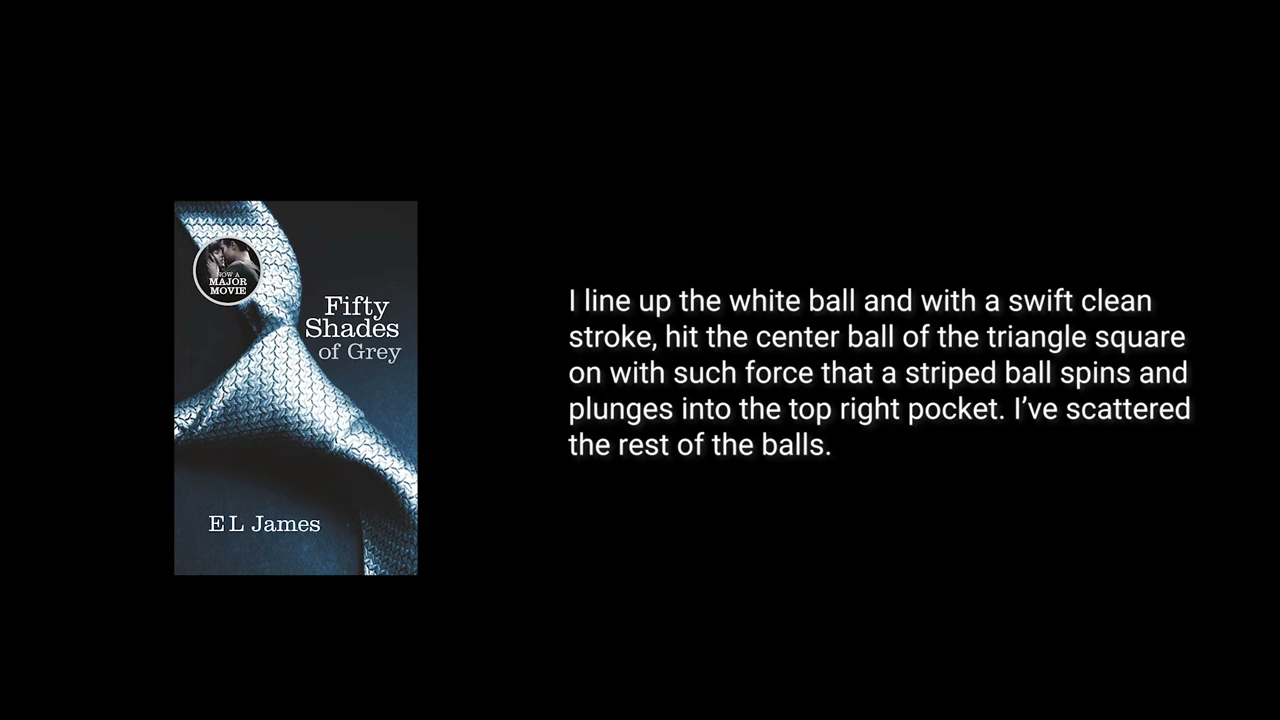 NOW A
MAJOR
MOVIE
Fifty
Shades
of Grey
E L James
I line up the white ball and with a swift clean
stroke, hit the center ball of the triangle square
on with such force that a striped ball spins and
plunges into the top right pocket. I’ve scattered
the rest of the balls.